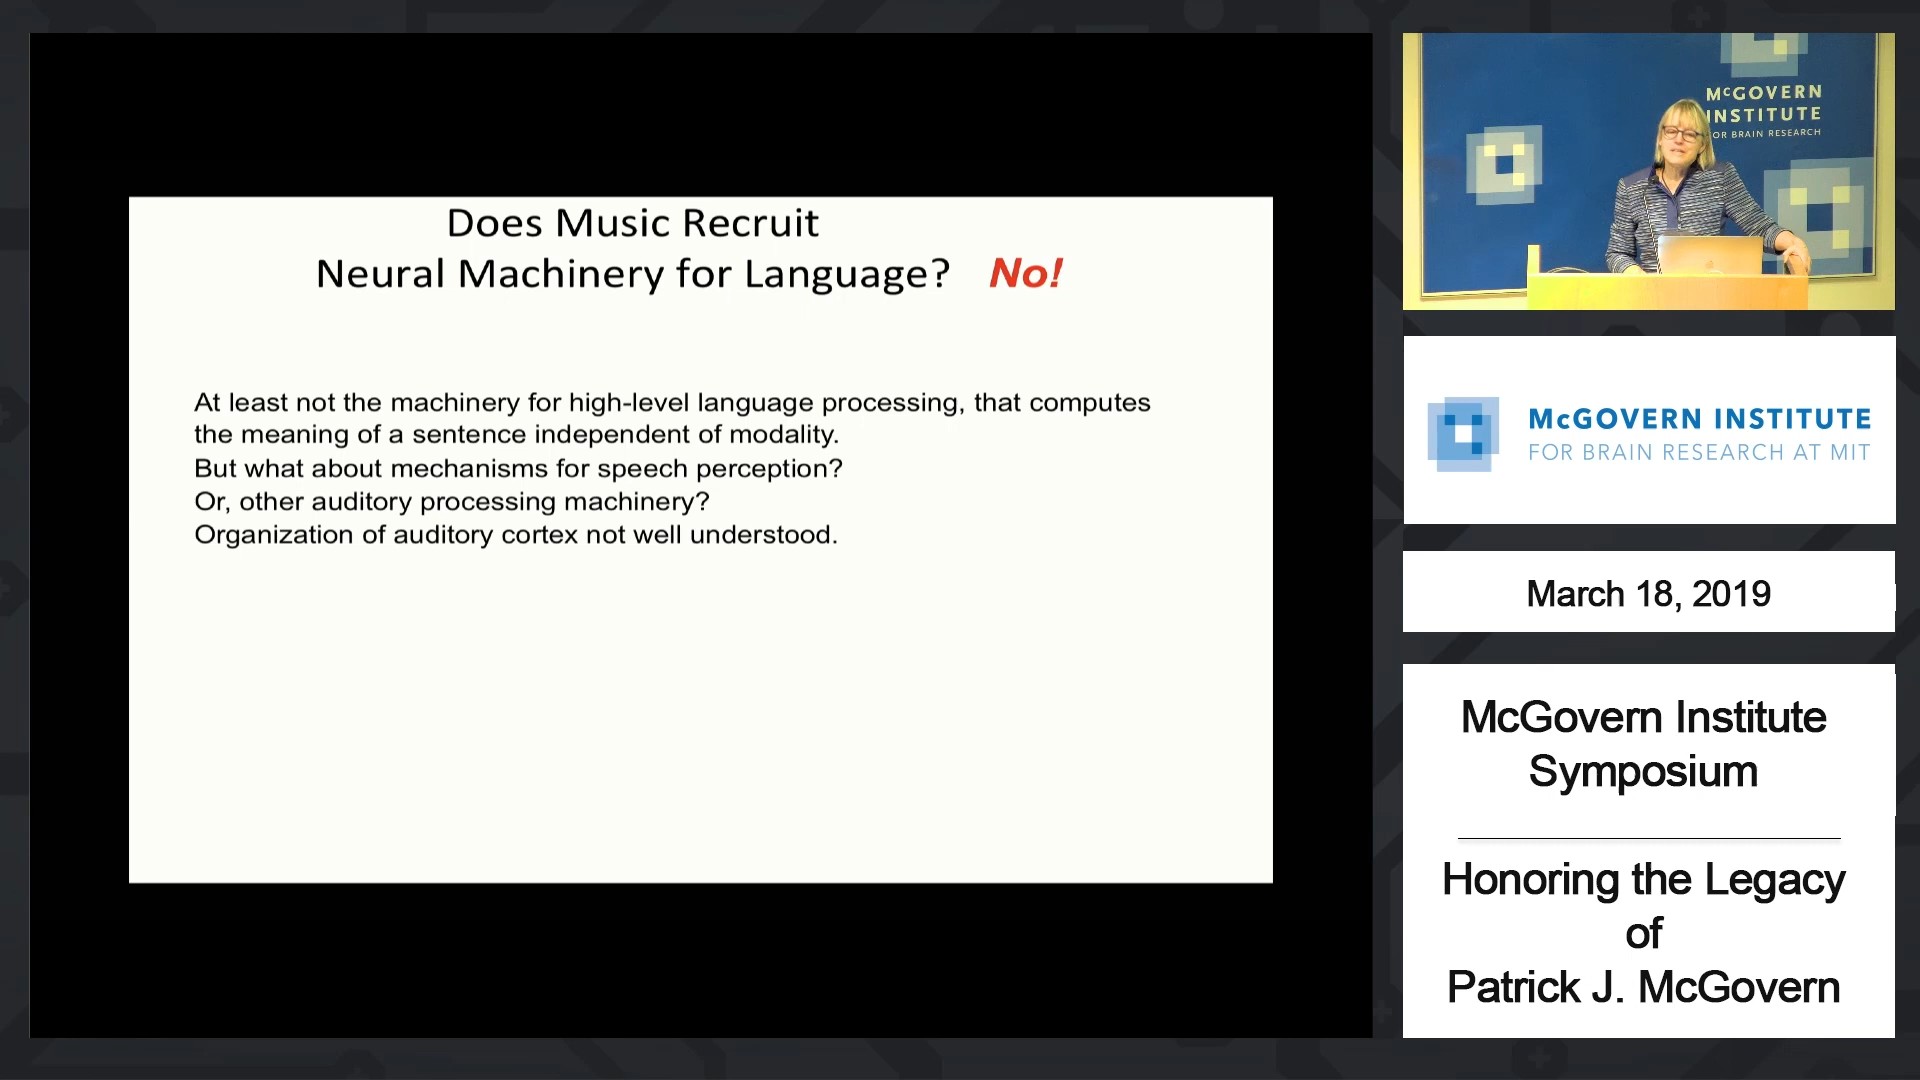 Does Music Recruit
Neural Machinery for Language? No!
At least not the machinery for high-level language processing, that computes
the meaning of a sentence independent of modality.
But what about mechanisms for speech perception?
Or, other auditory processing machinery?
Organization of auditory cortex not well understood.
McGOVERN
INSTITUTE
FOR BRAIN RESEARCH
McGOVERN INSTITUTE
FOR BRAIN RESEARCH AT MIT
March 18, 2019
McGovern Institute
Symposium
Honoring the Legacy
of
Patrick J. McGovern